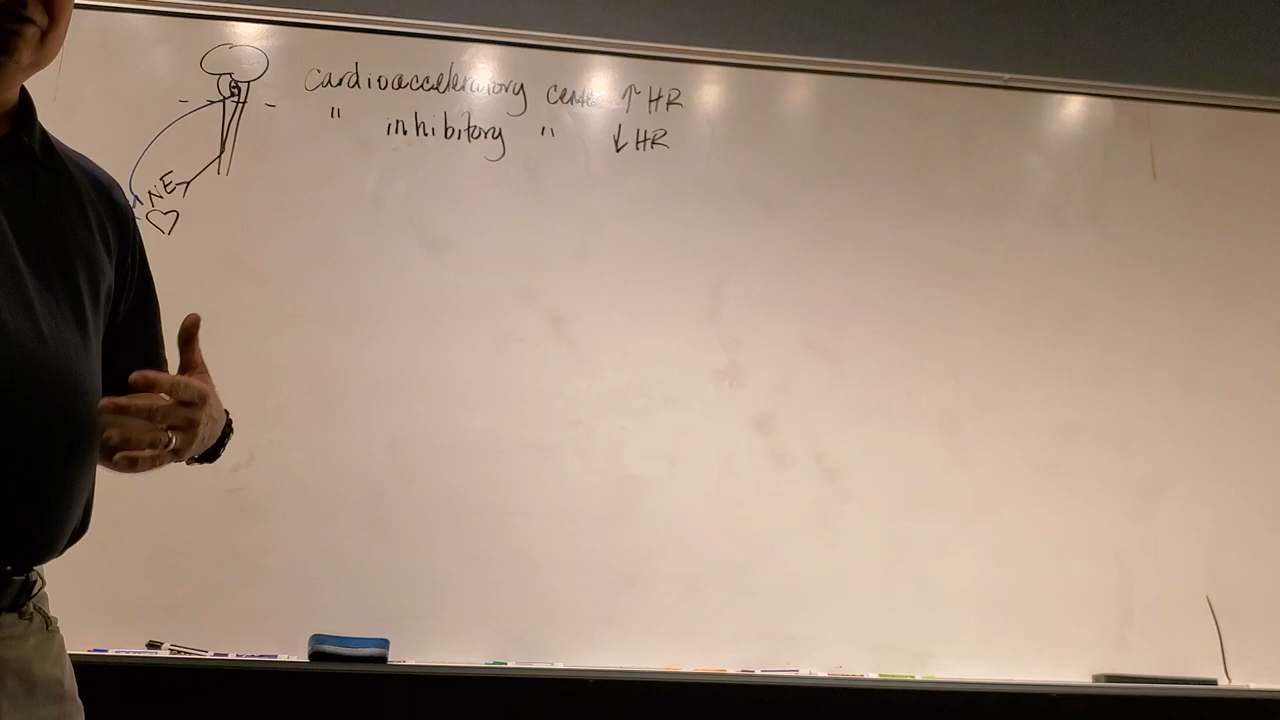 cardioacceleratory center ↑ HR
" inhibitory " ↓ HR
NE